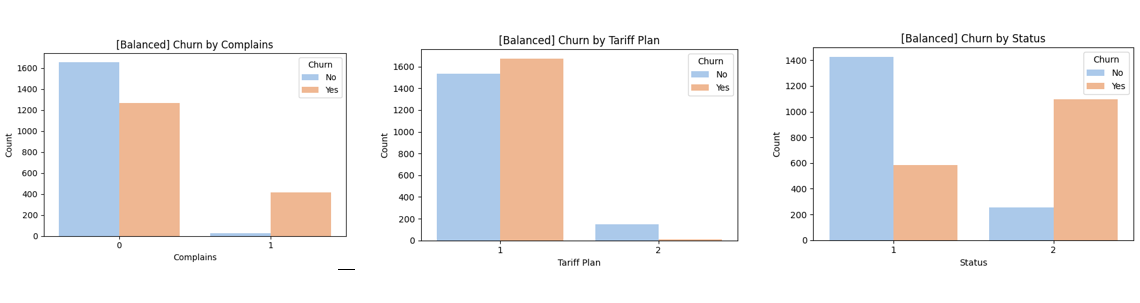 [Balanced] Churn by Complains
Churn
No
Yes
1600
1400
1200
1000
800
600
400
200
0
Count
0 1
Complains
[Balanced] Churn by Tariff Plan
Churn
No
Yes
1600
1400
1200
1000
800
600
400
200
0
Count
1 2
Tariff Plan
[Balanced] Churn by Status
Churn
No
Yes
1400
1200
1000
800
600
400
200
0
Count
1 2
Status